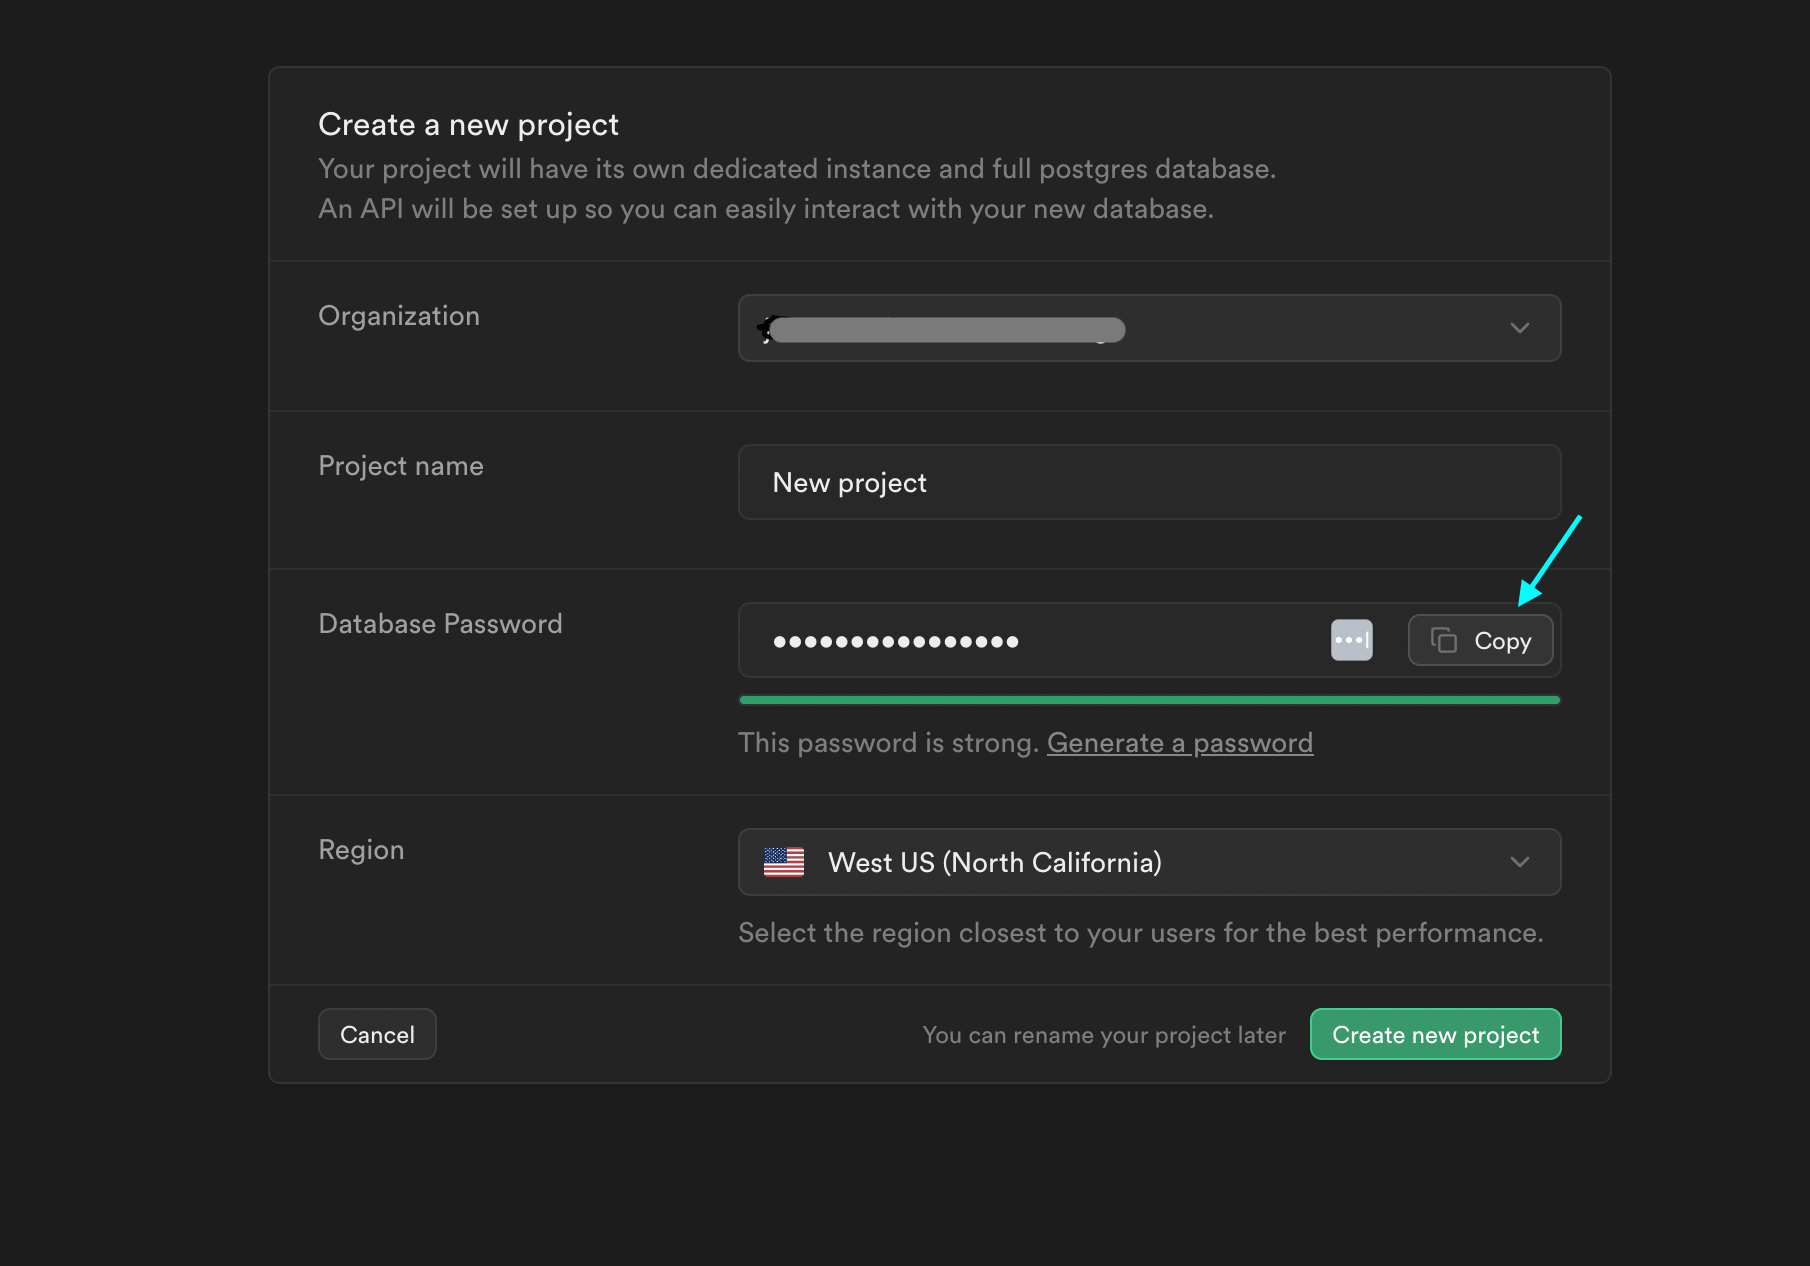 Create a new project
Your project will have its own dedicated instance and full postgres database.
An API will be set up so you can easily interact with your new database.
Organization
Project name
New project
Database Password
Copy
This password is strong. Generate a password
Region
West US (North California)
Select the region closest to your users for the best performance.
Cancel
You can rename your project later
Create new project